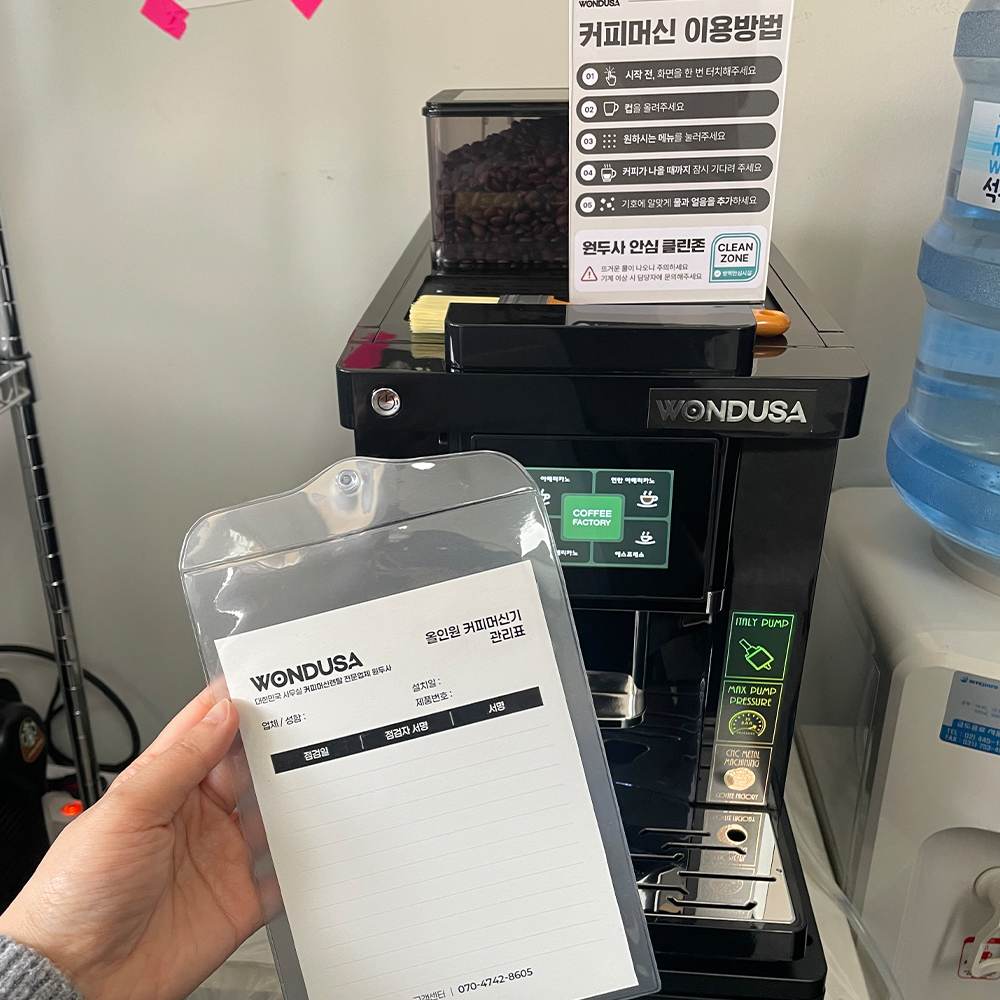 WONDUSA
커피머신 이용방법
01 시작 전, 화면을 한 번 터치해주세요
02 컵을 올려주세요
03 원하시는 메뉴를 눌러주세요
04 커피가 나올 때까지 잠시 기다려 주세요
05 기호에 알맞게 물과 얼음을 추가하세요
원두사 안심 클린존
뜨거운 물이 나오니 주의하세요
기계 이상 시 담당자에 문의해주세요
CLEAN
ZONE
WONDUSA
아메리카노
연한 아메리카노
COFFEE
FACTORY
에스프레소
ITALY PUMP
MAX PUMP
PRESSURE
CNC METAL
MACHINING
COFFEE FACTORY
올인원 커피머신기
관리표
WONDUSA
대한민국 사무실 커피머신렌탈 전문업체 원두사
업체 / 성함 :
설치일 :
제품번호 :
점검일
점검자 서명
서명
고객센터 | 070-4742-8605